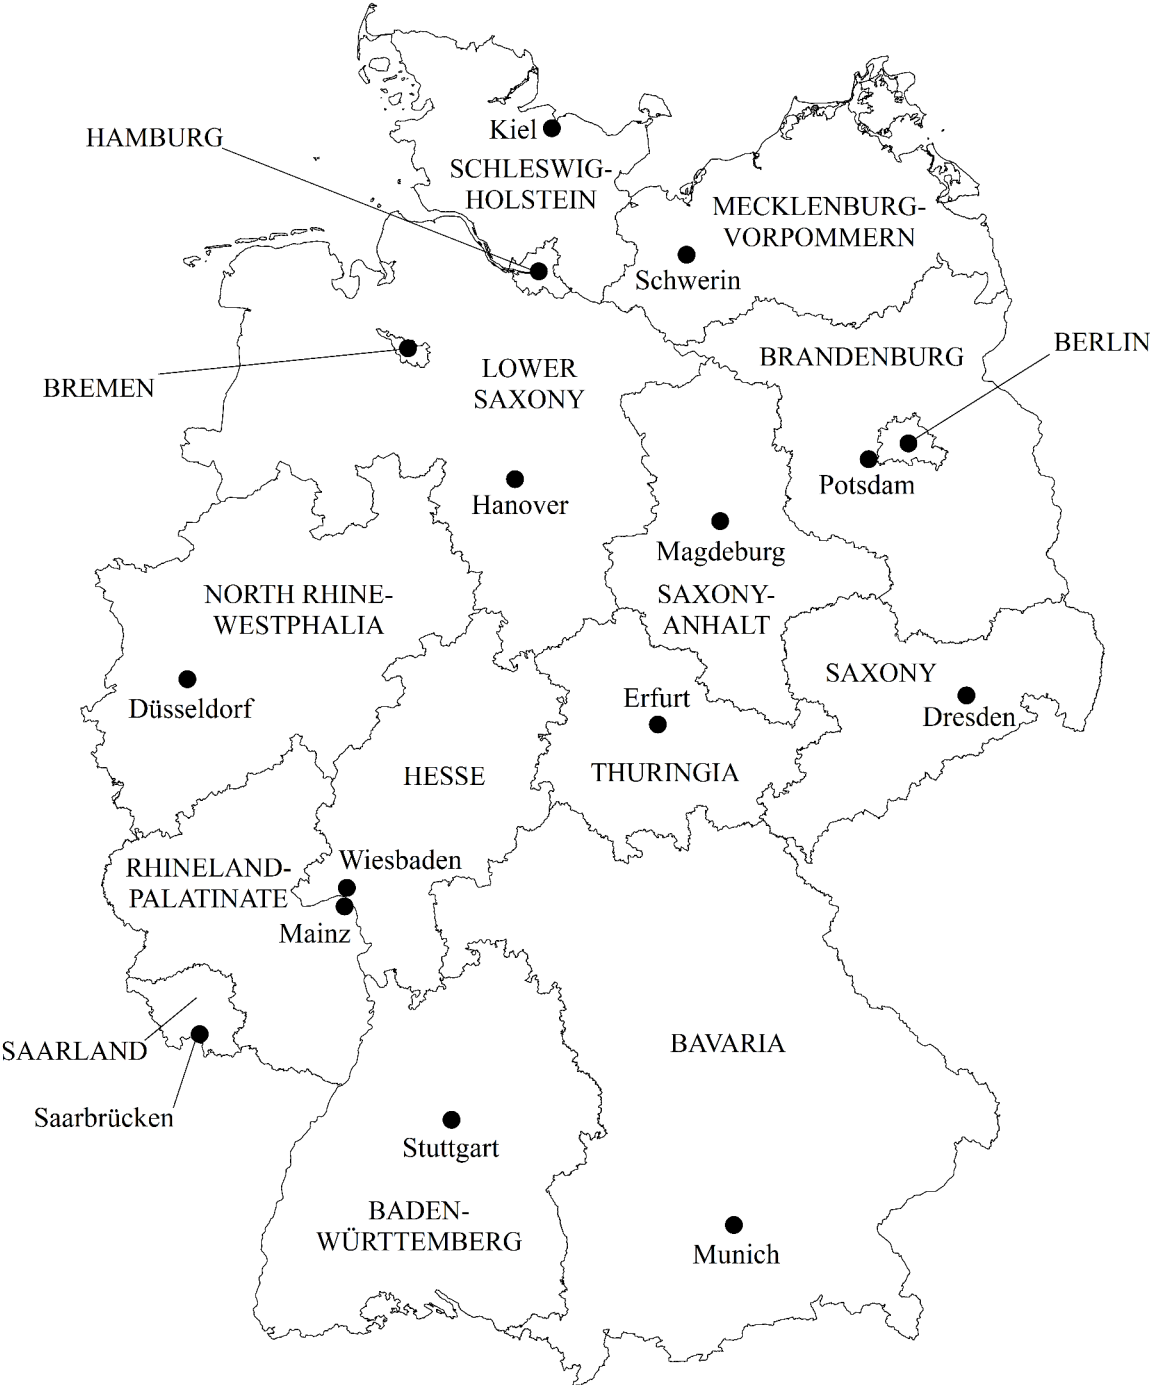 Kiel
HAMBURG
SCHLESWIG-
HOLSTEIN
MECKLENBURG-
VORPOMMERN
Schwerin
BERLIN
BRANDENBURG
BREMEN
LOWER
SAXONY
Potsdam
Hanover
Magdeburg
SAXONY-
ANHALT
NORTH RHINE-
WESTPHALIA
SAXONY
Düsseldorf
Erfurt
Dresden
HESSE
THURINGIA
Wiesbaden
RHINELAND-
PALATINATE
Mainz
SAARLAND
BAVARIA
Saarbrücken
Stuttgart
BADEN-
WÜRTTEMBERG
Munich